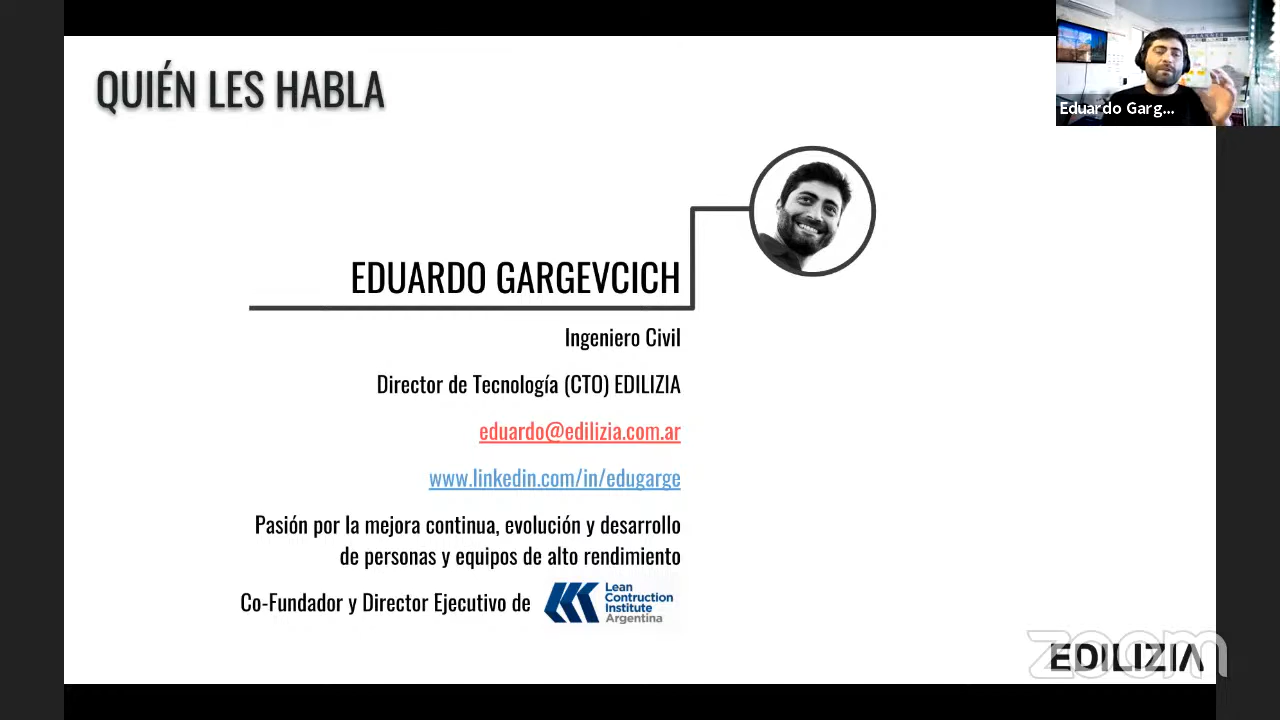 QUIÉN LES HABLA
Eduardo Garg...
EDUARDO GARGEVCICH
Ingeniero Civil
Director de Tecnología (CTO) EDILIZIA
eduardo@edilizia.com.ar
www.linkedin.com/in/edugarge
Pasión por la mejora continua, evolución y desarrollo
de personas y equipos de alto rendimiento
Co-Fundador y Director Ejecutivo de
Lean
Construction
Institute
Argentina
zoom
EDILIZIA